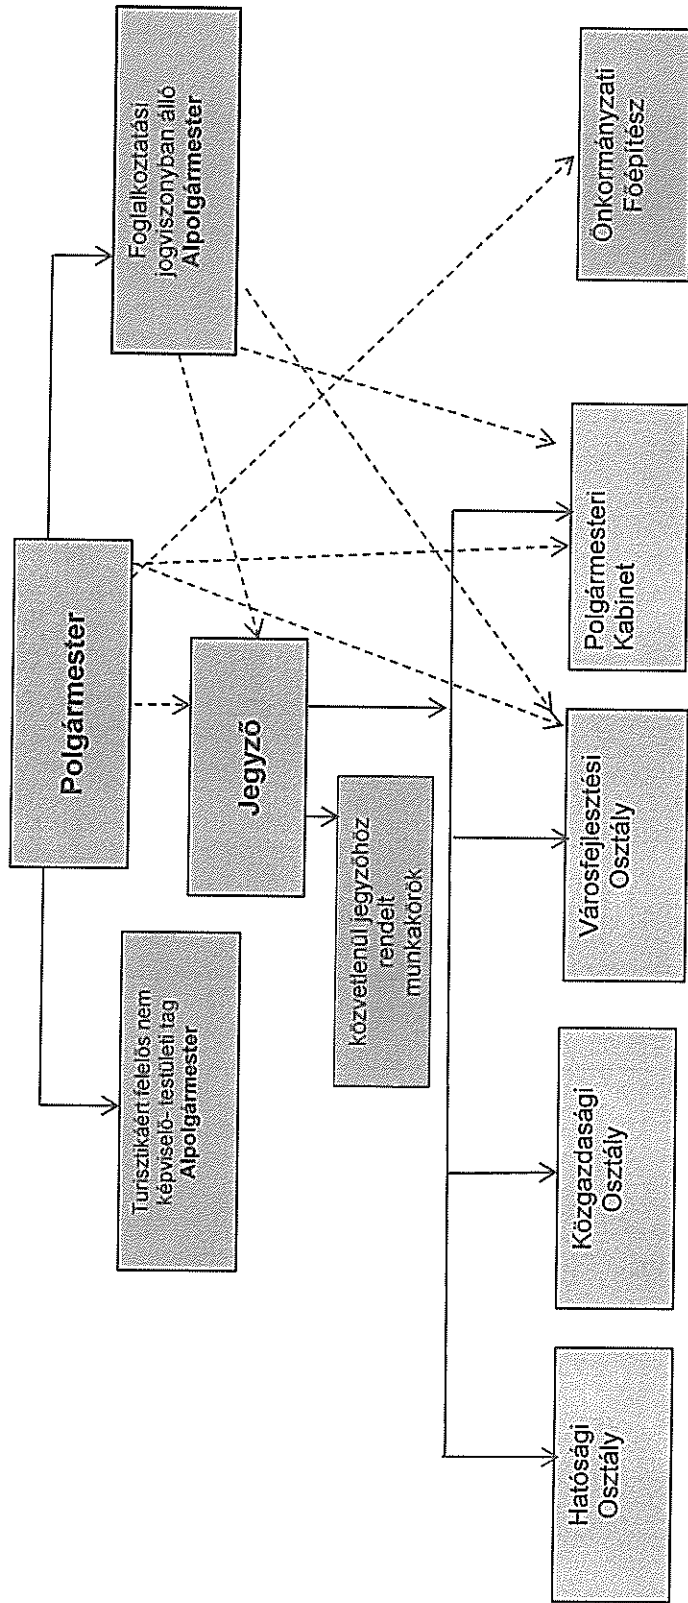 Polgármester
Turisztikáért felelős nem
képviselő-testületi tag
Alpolgármester
Foglalkoztatási
jogviszonyban álló
Alpolgármester
Jegyző
közvetlenül jegyzőhöz
rendelt
munkakörök
Hatósági
Osztály
Közgazdasági
Osztály
Városfejlesztési
Osztály
Polgármesteri
Kabinet
Önkormányzati
Főépítész